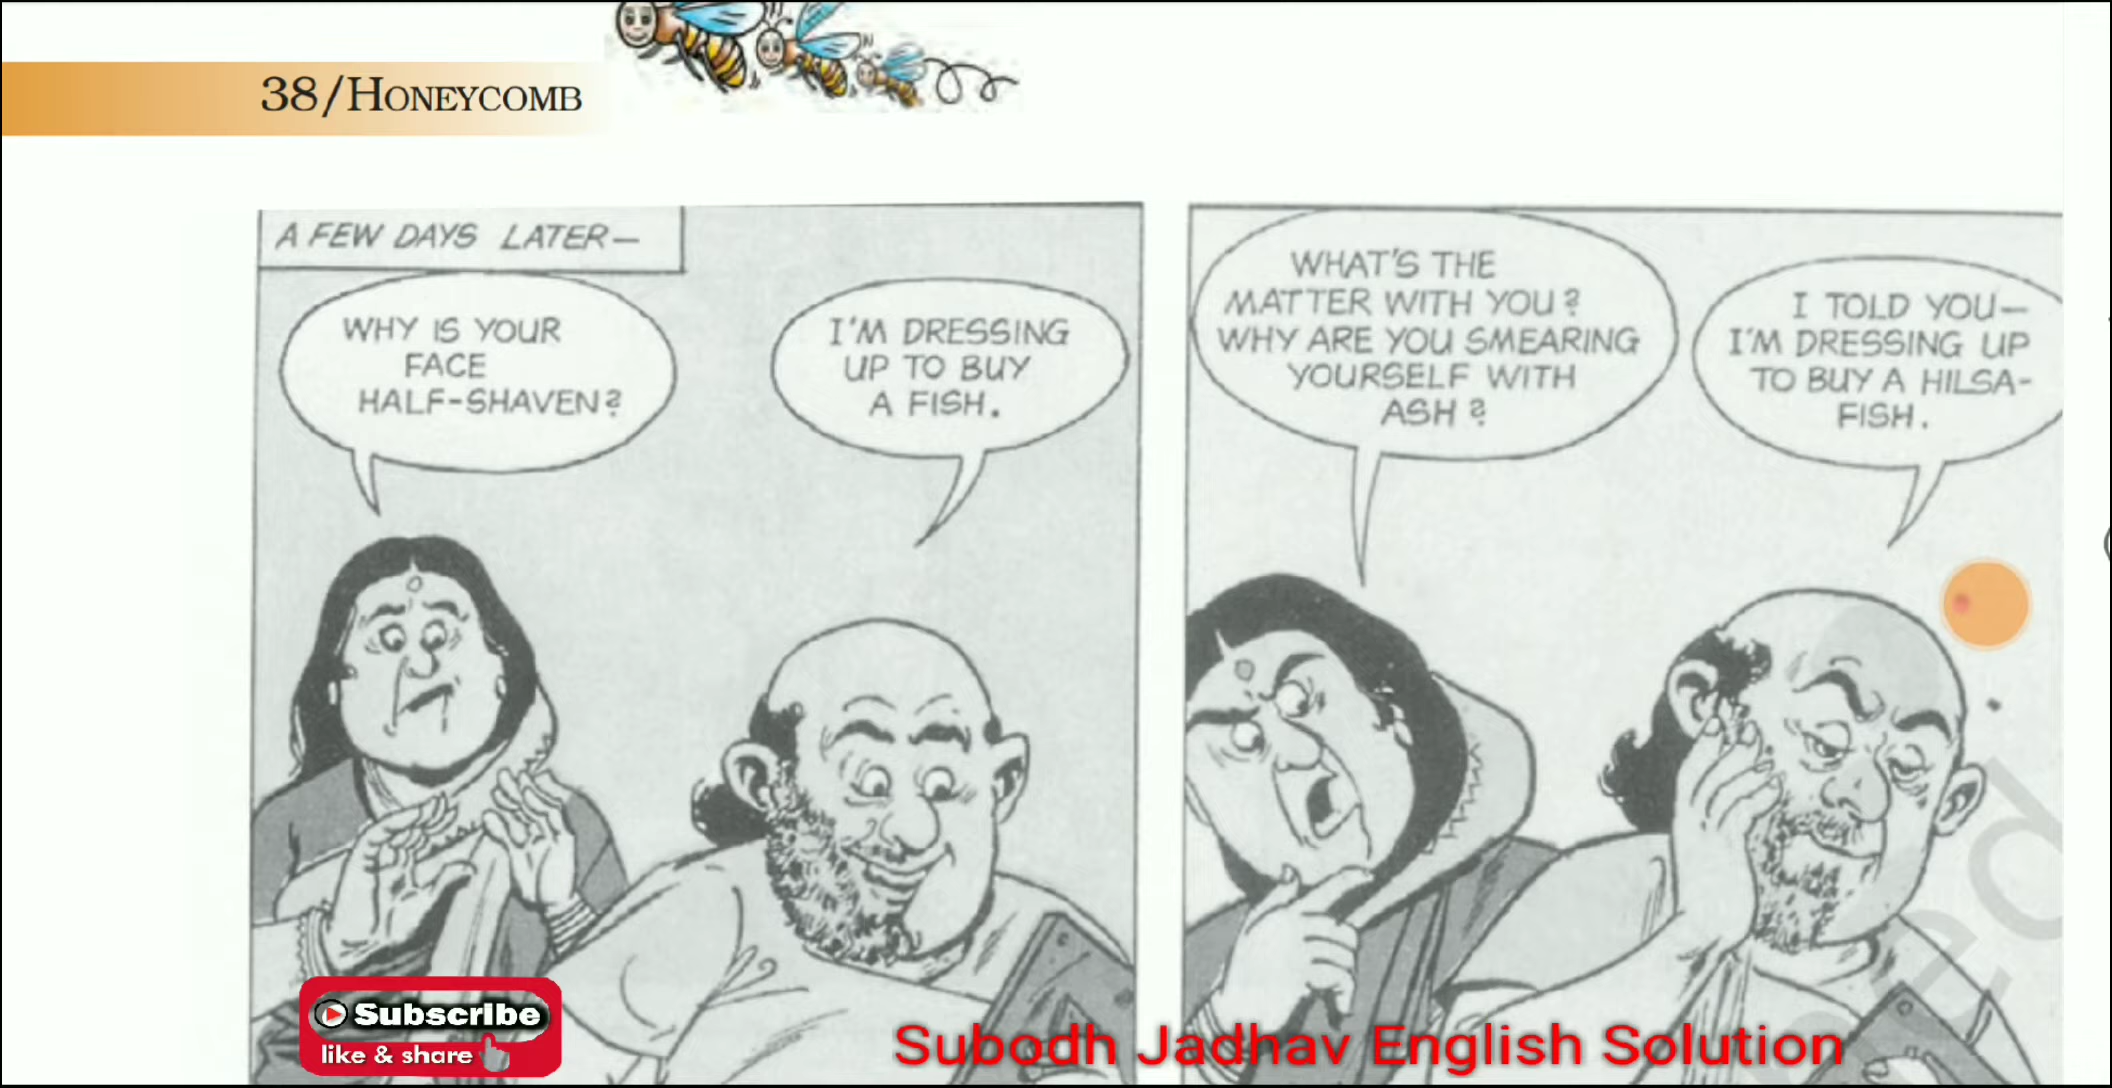 38/HONEYCOMB
A FEW DAYS LATER—
WHY IS YOUR
FACE
HALF-SHAVEN?
I'M DRESSING
UP TO BUY
A FISH.
WHAT'S THE
MATTER WITH YOU?
WHY ARE YOU SMEARING
YOURSELF WITH
ASH?
I TOLD YOU—
I'M DRESSING UP
TO BUY A HILSA-
FISH.
Subscribe
like & share
Subodh Jadhav English Solution